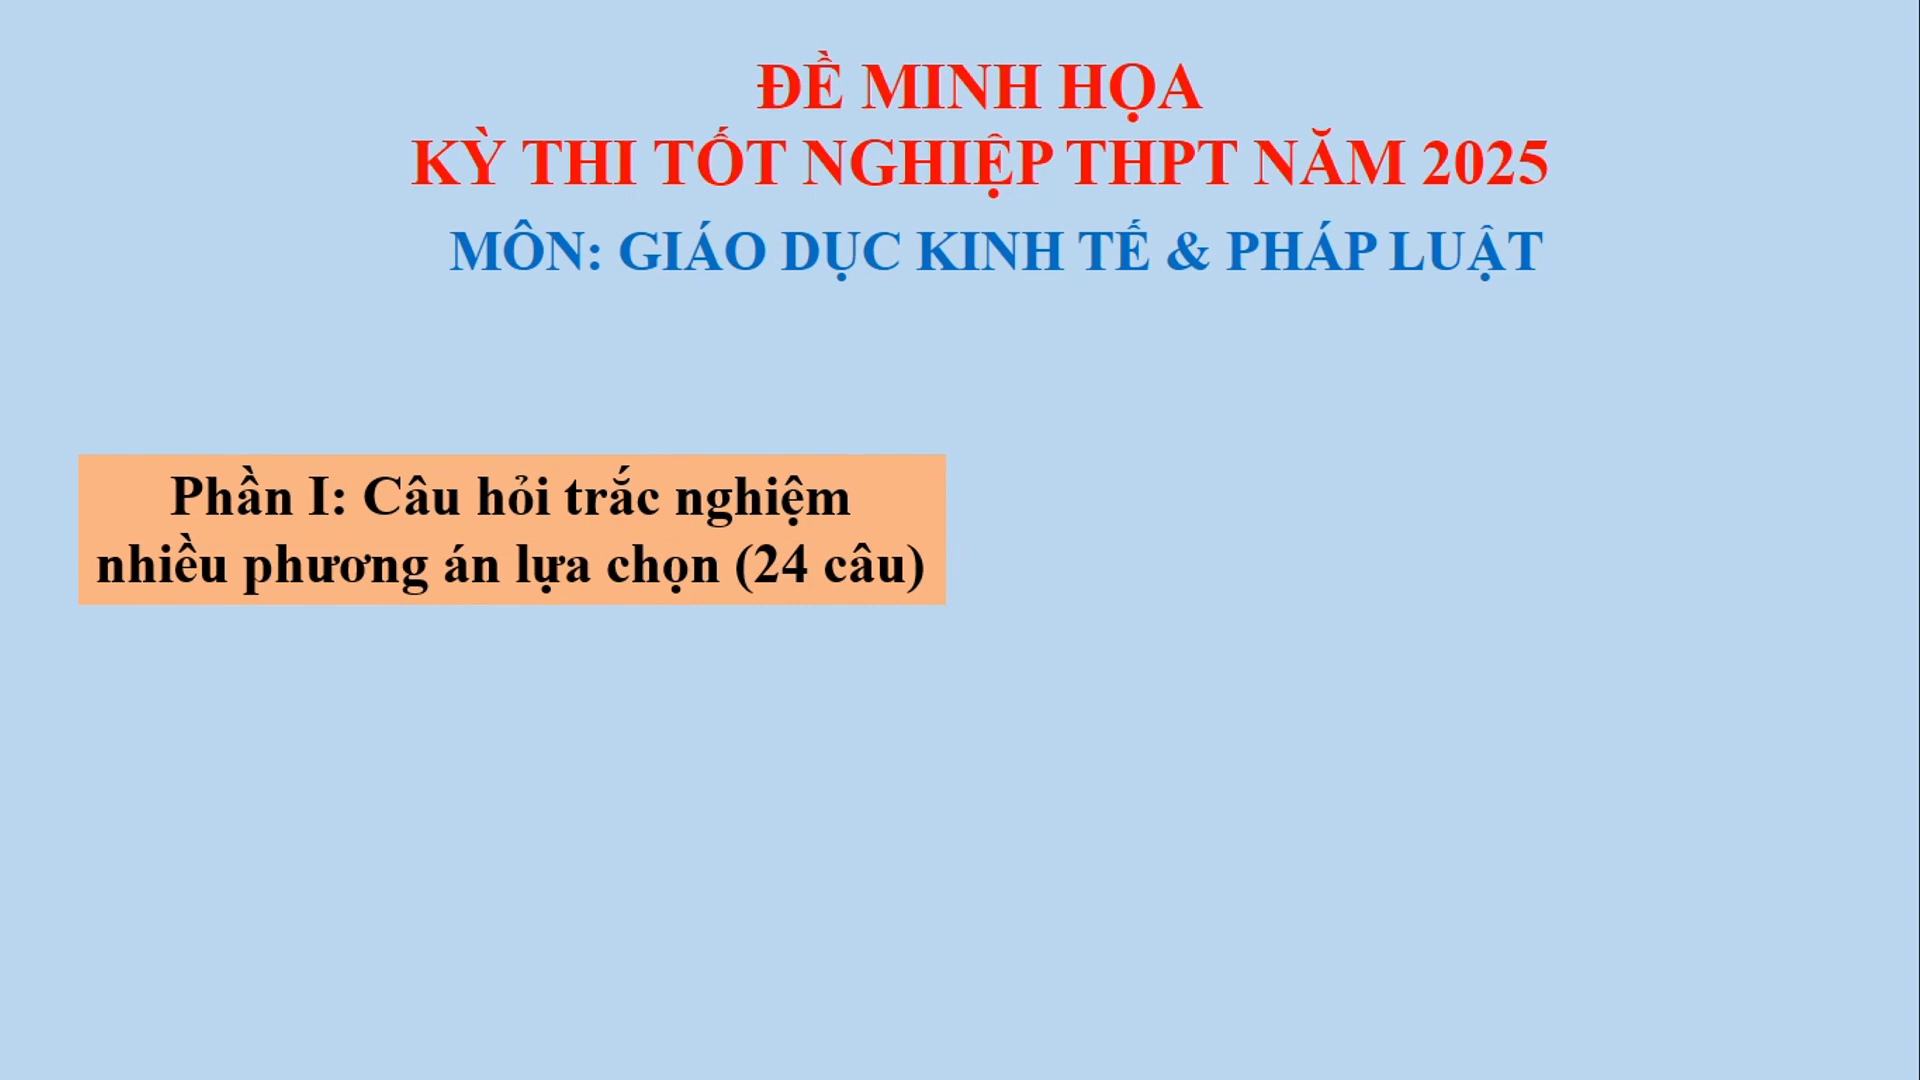 ĐỀ MINH HỌA
KỲ THI TỐT NGHIỆP THPT NĂM 2025
MÔN: GIÁO DỤC KINH TẾ & PHÁP LUẬT
Phần I: Câu hỏi trắc nghiệm
nhiều phương án lựa chọn (24 câu)